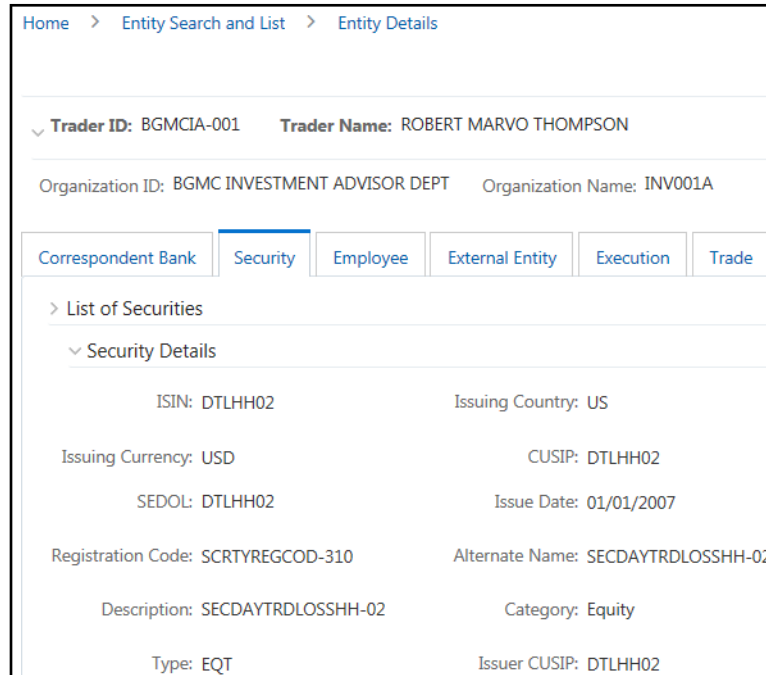 Home > Entity Search and List > Entity Details
Trader ID: BGMCIA-001 Trader Name: ROBERT MARVO THOMPSON
Organization ID: BGMC INVESTMENT ADVISOR DEPT Organization Name: INV001A
Correspondent Bank Security Employee External Entity Execution Trade
List of Securities
Security Details
ISIN: DTLHH02 Issuing Country: US
Issuing Currency: USD CUSIP: DTLHH02
SEDOL: DTLHH02 Issue Date: 01/01/2007
Registration Code: SCRTYREGCOD-310 Alternate Name: SECDAYTRDLOSSHH-02
Description: SECDAYTRDLOSSHH-02 Category: Equity
Type: EQT Issuer CUSIP: DTLHH02